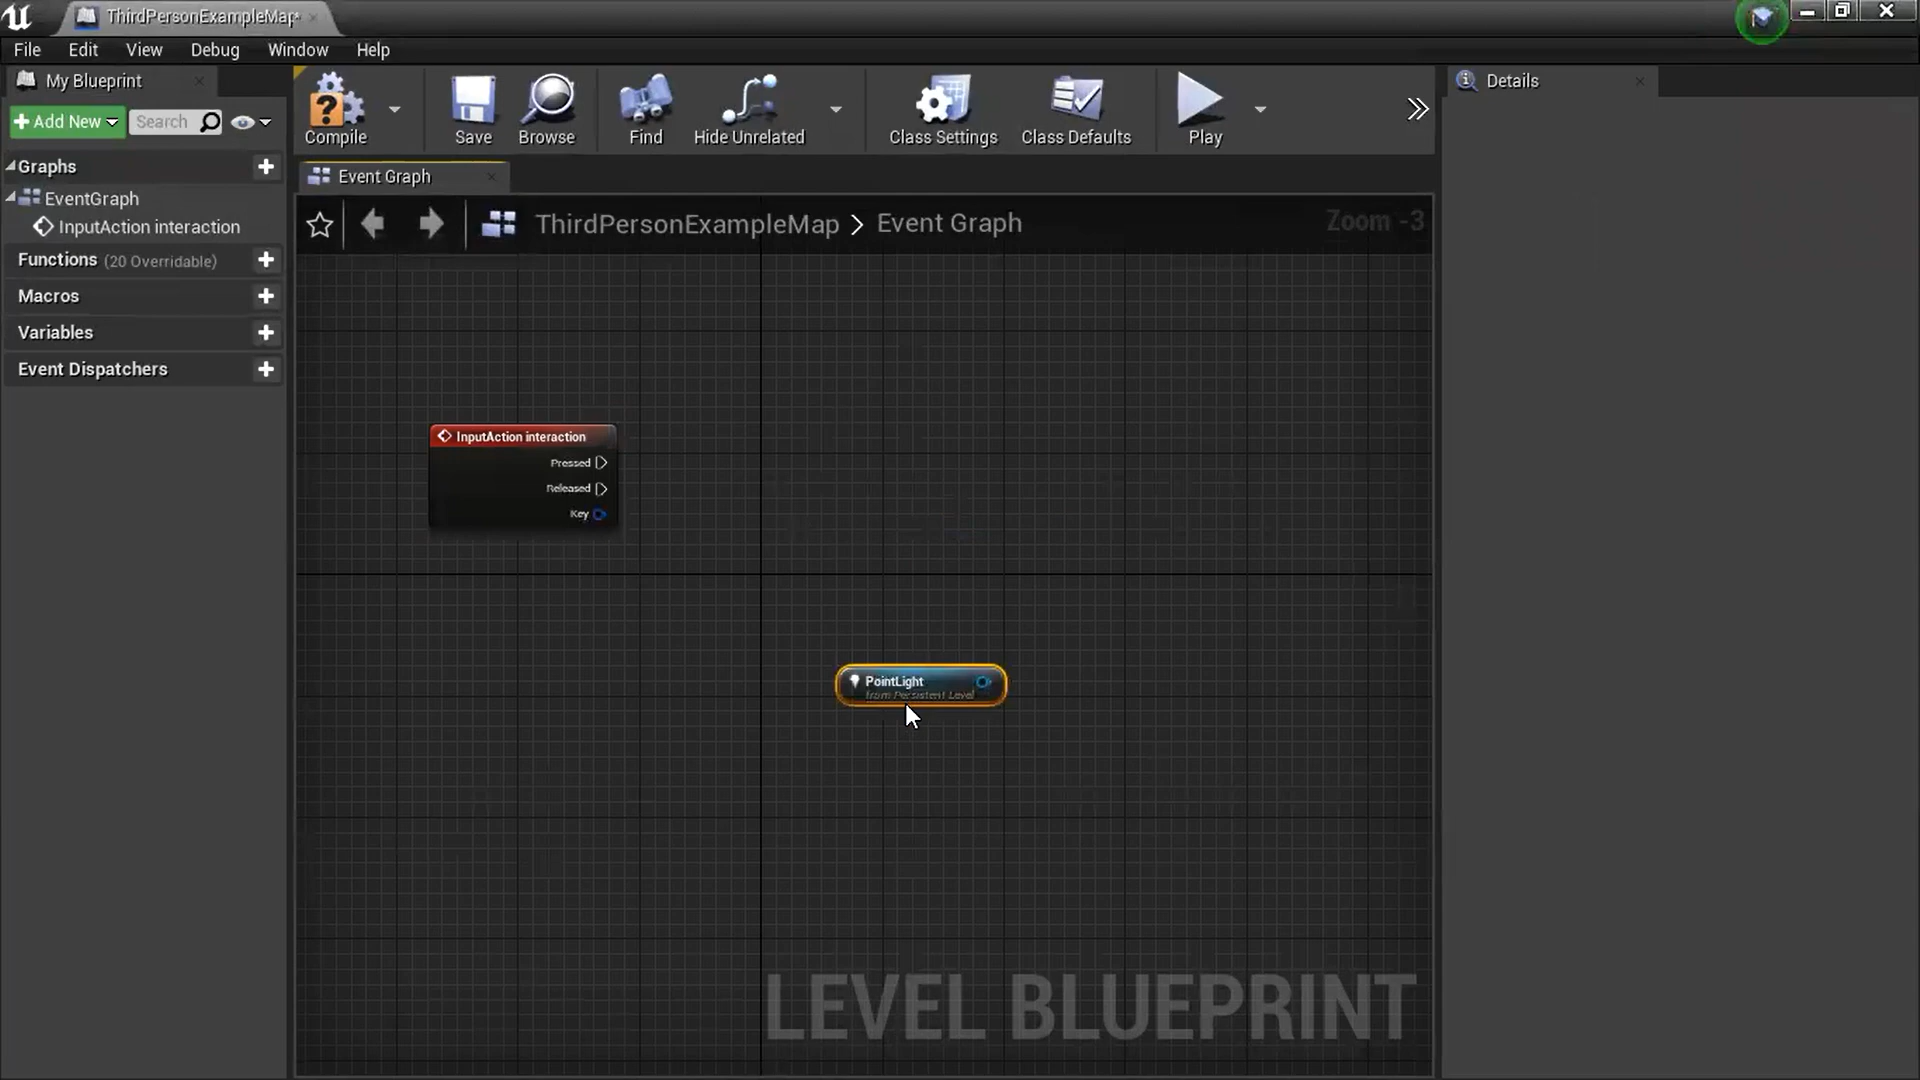 ThirdPersonExampleMap*
File Edit View Debug Window Help
My Blueprint
Add New
Search
Graphs
EventGraph
InputAction interaction
Functions (20 Overridable)
Macros
Variables
Event Dispatchers
Compile Save Browse Find Hide Unrelated Class Settings Class Defaults Play
Event Graph
ThirdPersonExampleMap > Event Graph
Zoom -3
InputAction interaction
Pressed
Released
Key
PointLight
from Persistent Level
LEVEL BLUEPRINT
Details